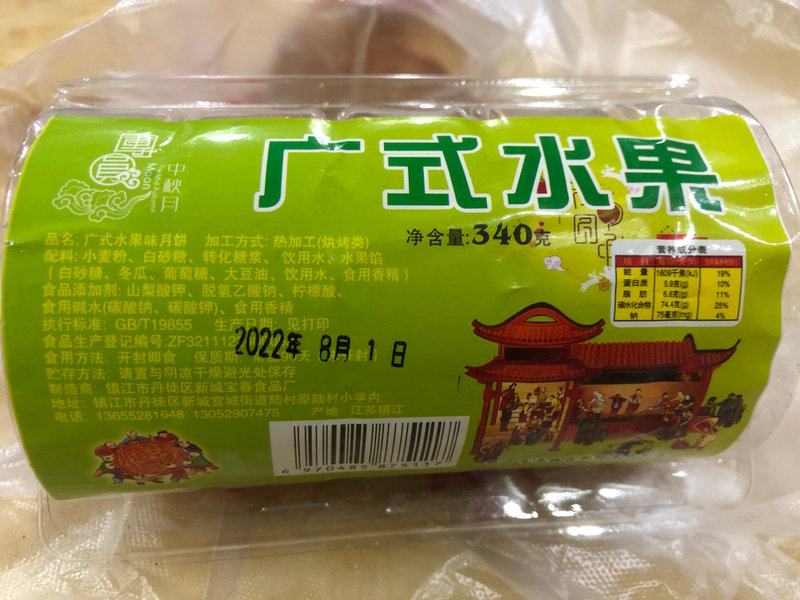 广式水果
中秋月
净含量:340克
品名: 广式水果味月饼 加工方式: 热加工(烘烤类)
配料: 小麦粉、白砂糖、转化糖浆、饮用水、水果馅
(白砂糖、冬瓜、葡萄糖、大豆油、饮用水、食用香精)
食品添加剂: 山梨酸钾、脱氢乙酸钠、柠檬酸、
食用碱水(碳酸钠、碳酸钾)、食用香精
执行标准: GB/T19855 生产日期: 见打印
食品生产登记编号:ZF321112
2022年 8月 1日
食用方法: 开封即食 保质期 天
贮存方法: 请置与阴凉干燥避光处保存
制造商: 镇江市丹徒区新城宝春食品厂
地址: 镇江市丹徒区新城宜城街道陆村原陆村小学内
电话: 13655281648 13052907475 产地: 江苏镇江
6 970485 875117
营养成分表
项目
能量 1609千焦(kJ) 19%
蛋白质 5.9克(g) 10%
脂肪 6.6克(g) 11%
碳水化合物 74.4克(g) 25%
钠 75毫克(mg) 4%